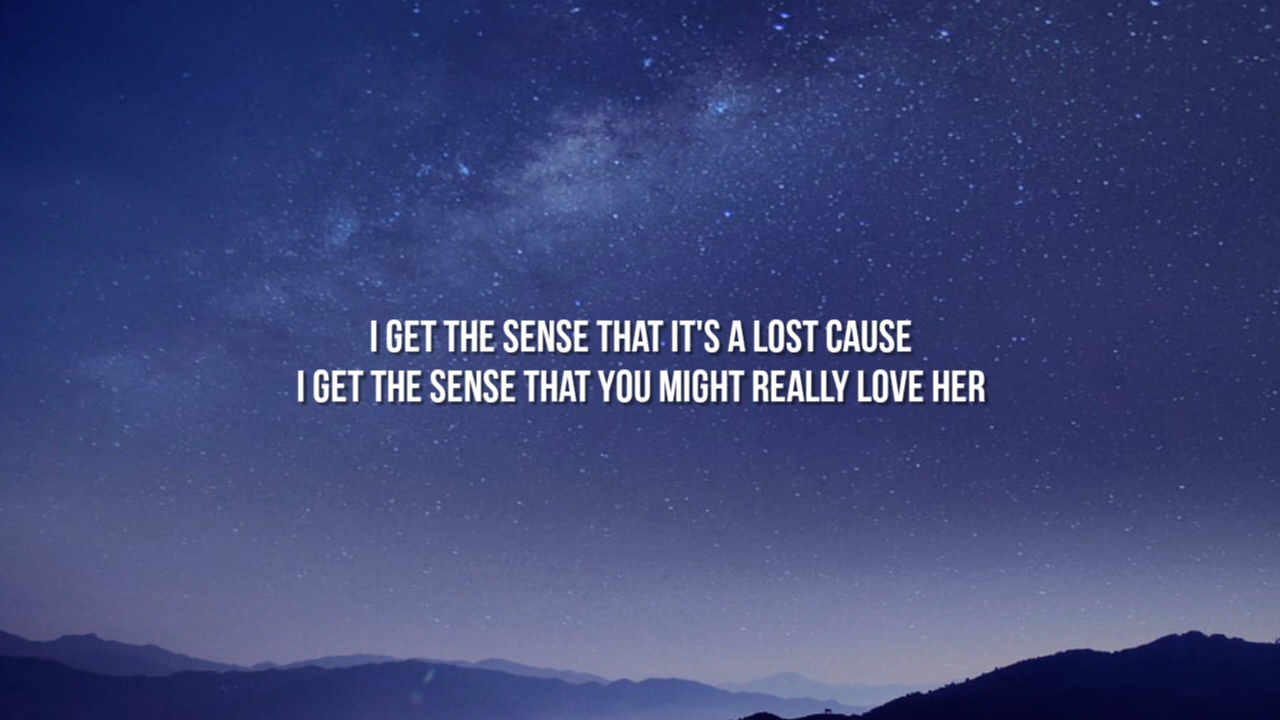 I GET THE SENSE THAT IT'S A LOST CAUSE
I GET THE SENSE THAT YOU MIGHT REALLY LOVE HER